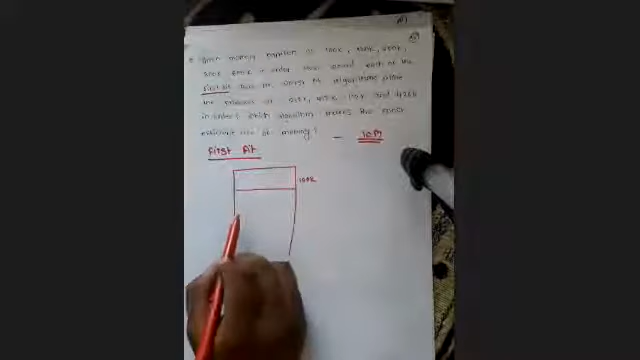 Given memory partition of 100K, 500K, 200K,
300K 600K in order. How would each of the
first fit best fit worst fit algorithms place
the processes of 212K, 417K, 112K and 426K
in order? which algorithm makes the most
efficient use of memory? - 10M
First Fit
100K